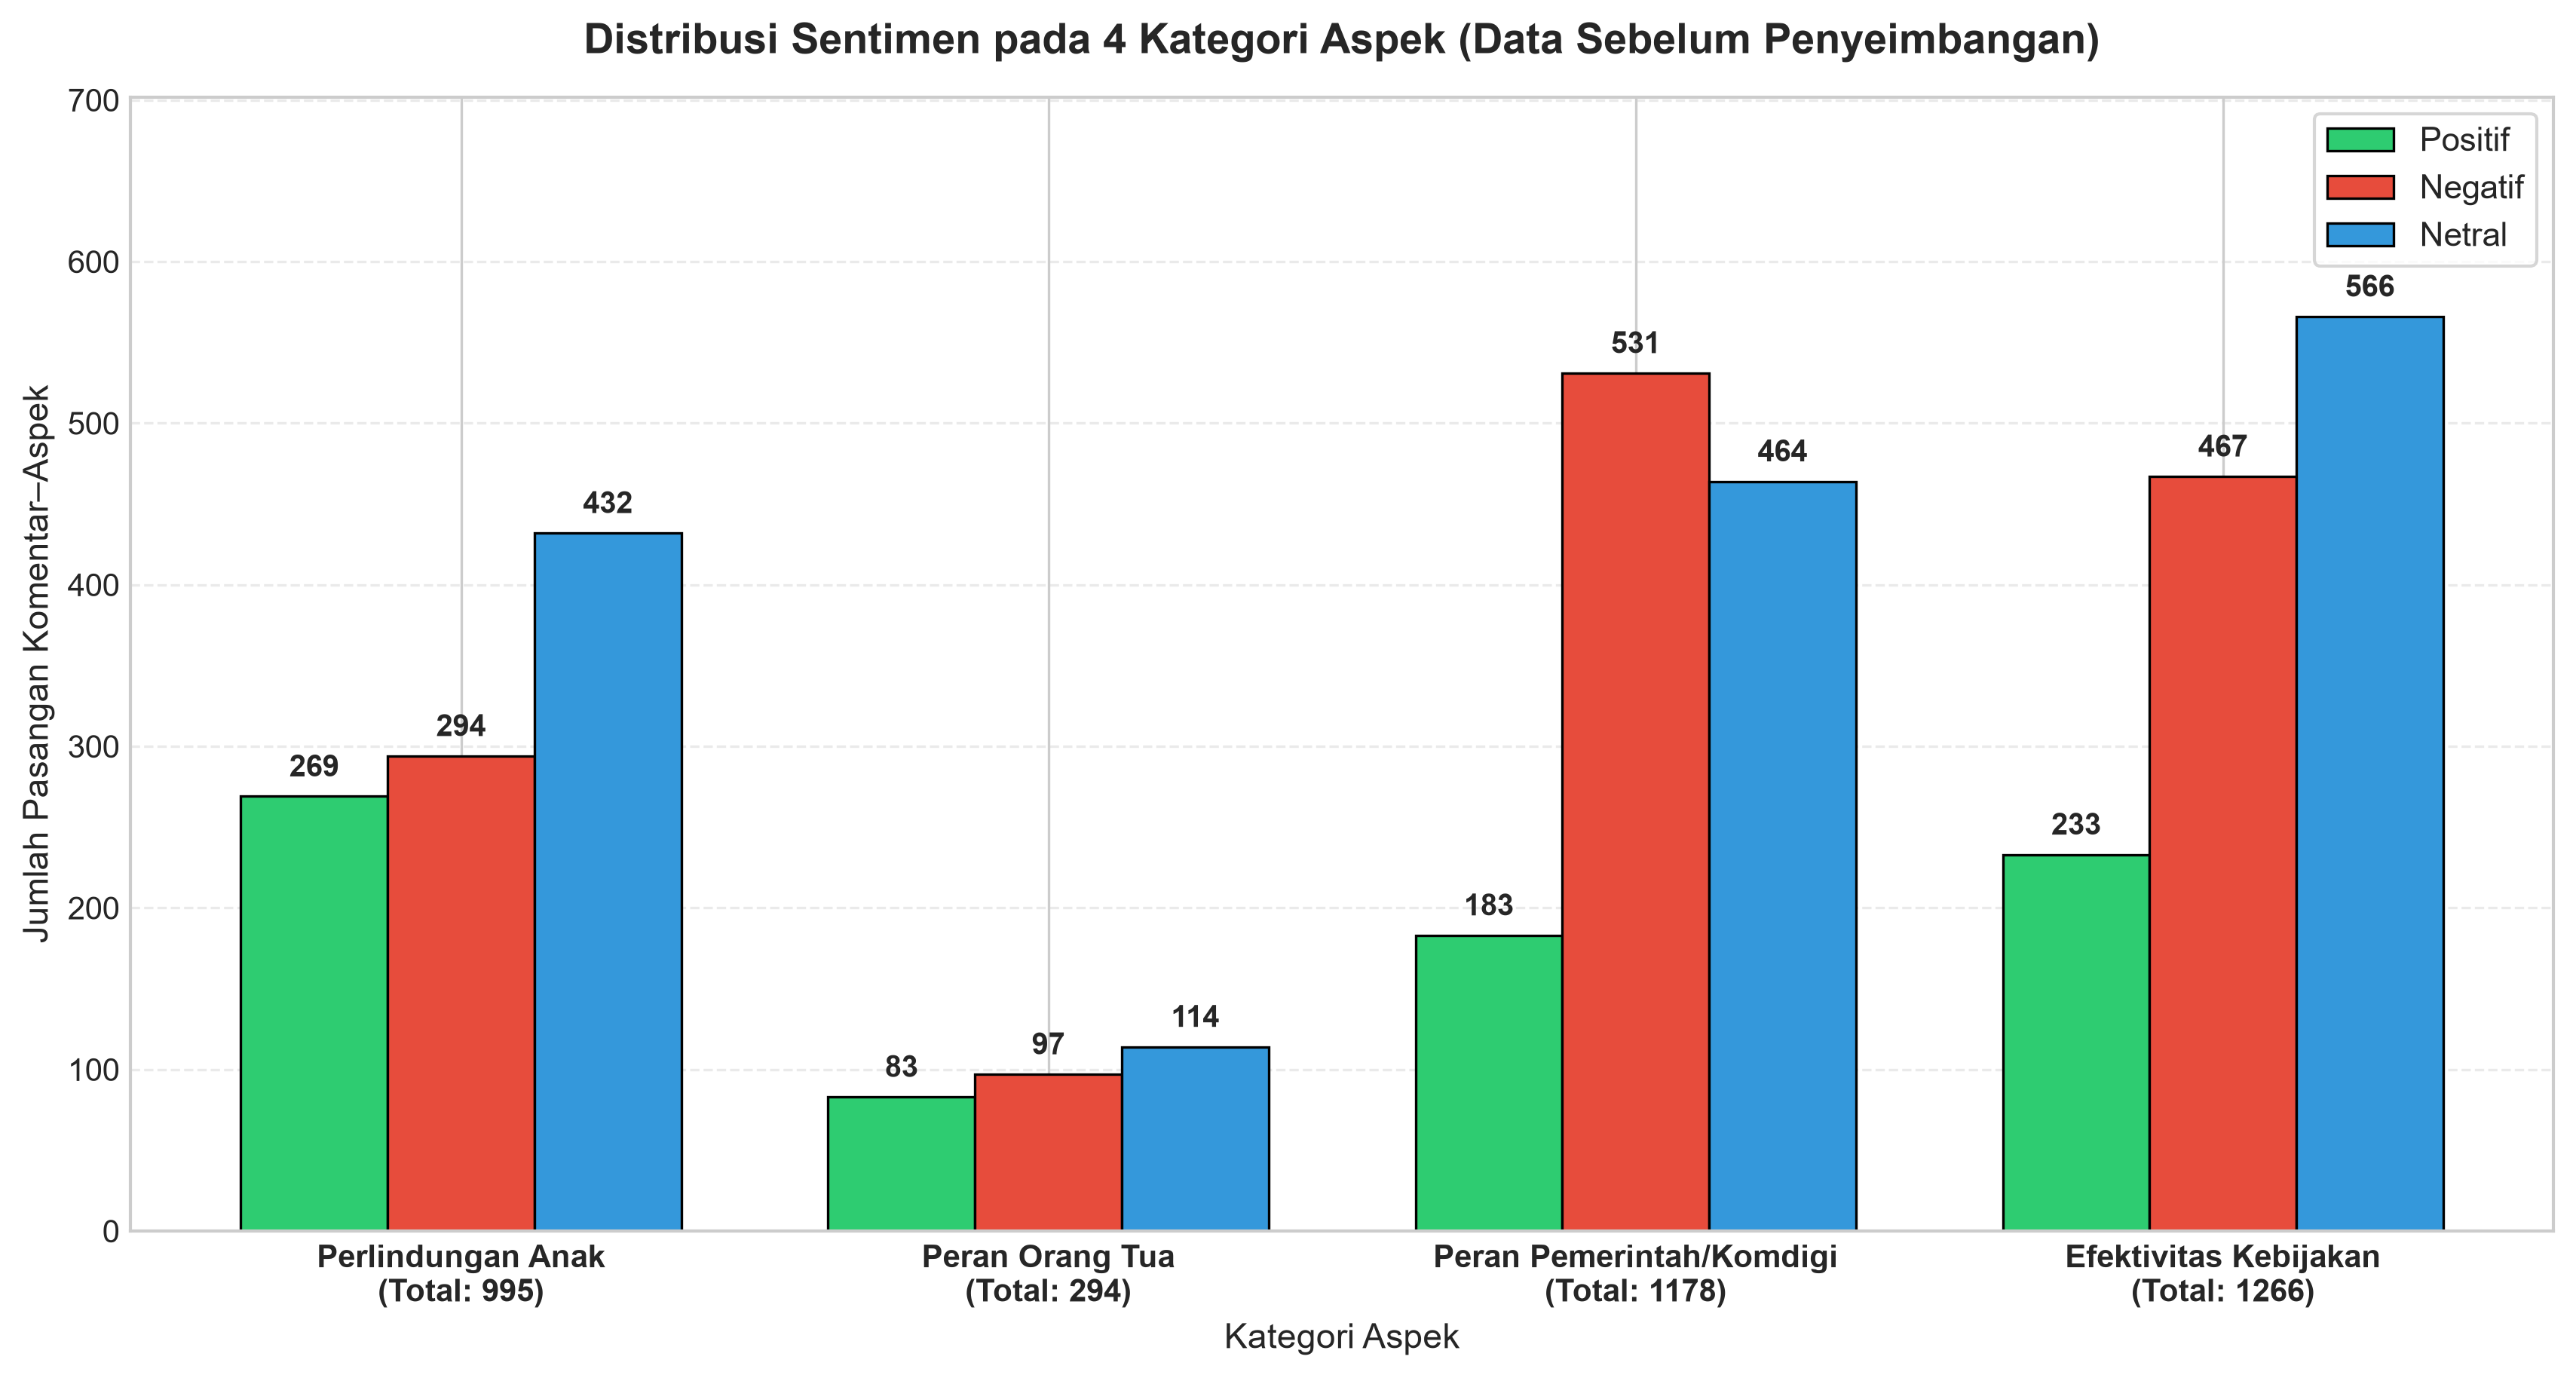 Distribusi Sentimen pada 4 Kategori Aspek (Data Sebelum Penyeimbangan)
Jumlah Pasangan Komentar–Aspek
700
600
500
400
300
200
100
0
Positif
Negatif
Netral
269
294
432
83
97
114
183
531
464
233
467
566
Perlindungan Anak
(Total: 995)
Peran Orang Tua
(Total: 294)
Peran Pemerintah/Komdigi
(Total: 1178)
Efektivitas Kebijakan
(Total: 1266)
Kategori Aspek